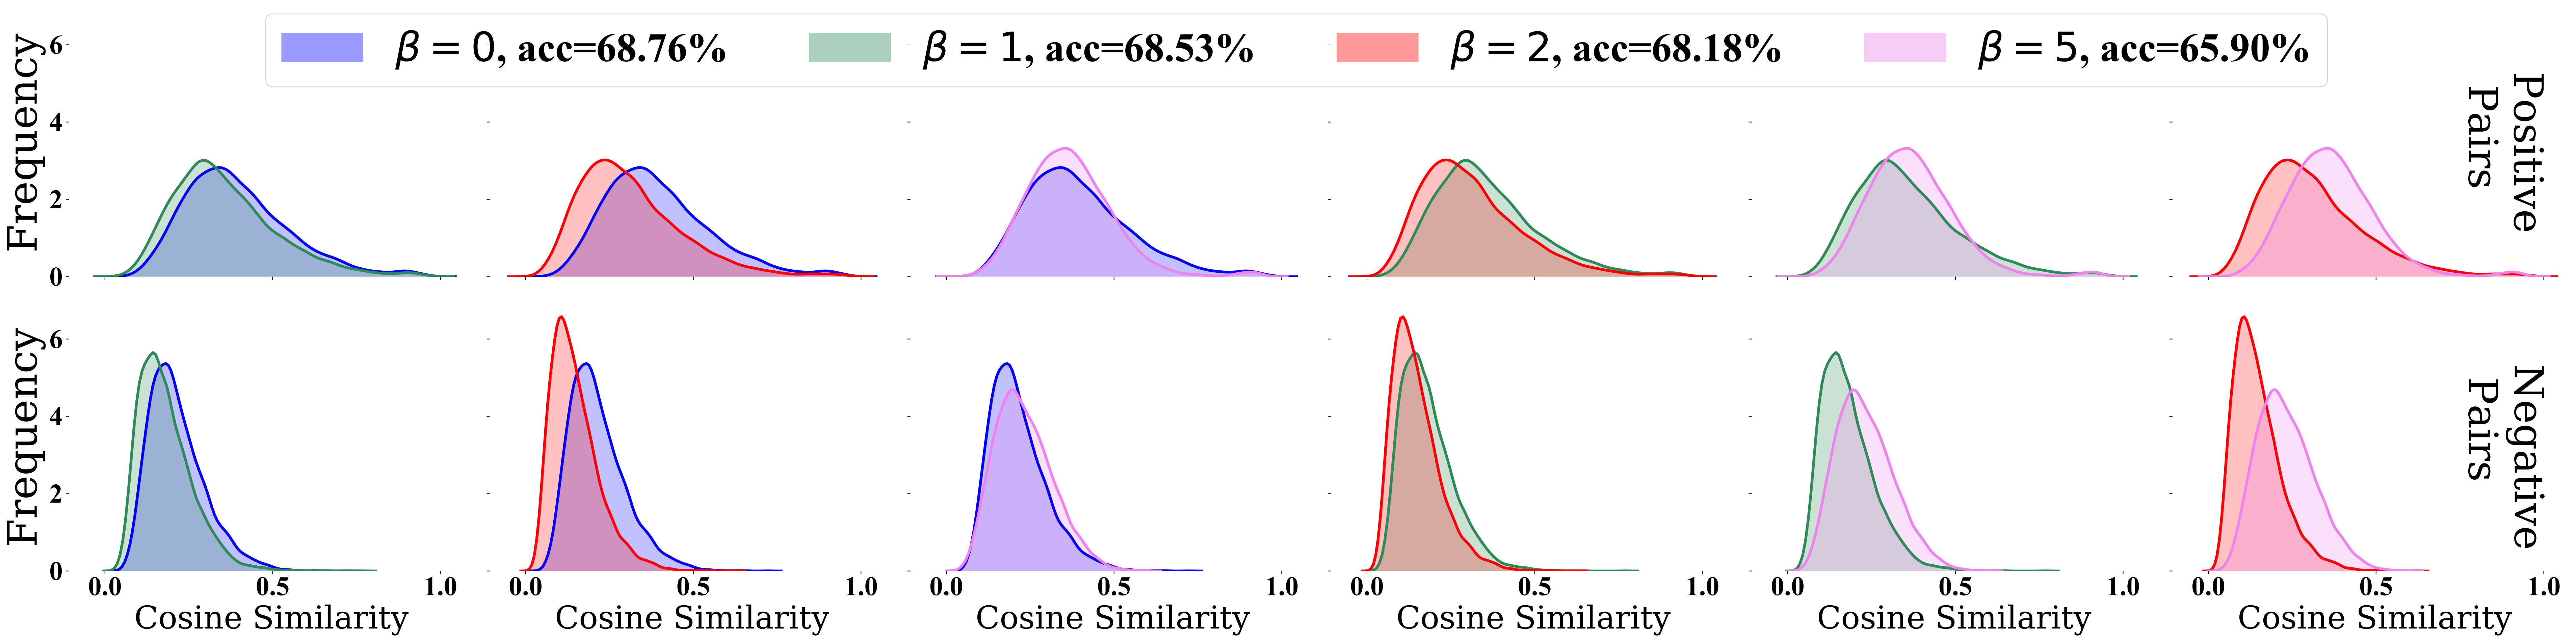 β = 0, acc=68.76%
β = 1, acc=68.53%
β = 2, acc=68.18%
β = 5, acc=65.90%
Frequency
6
4
2
0
Positive
Pairs
Frequency
6
4
2
0
Negative
Pairs
0.0 0.5 1.0
0.0 0.5 1.0
0.0 0.5 1.0
0.0 0.5 1.0
0.0 0.5 1.0
0.0 0.5 1.0
Cosine Similarity
Cosine Similarity
Cosine Similarity
Cosine Similarity
Cosine Similarity
Cosine Similarity